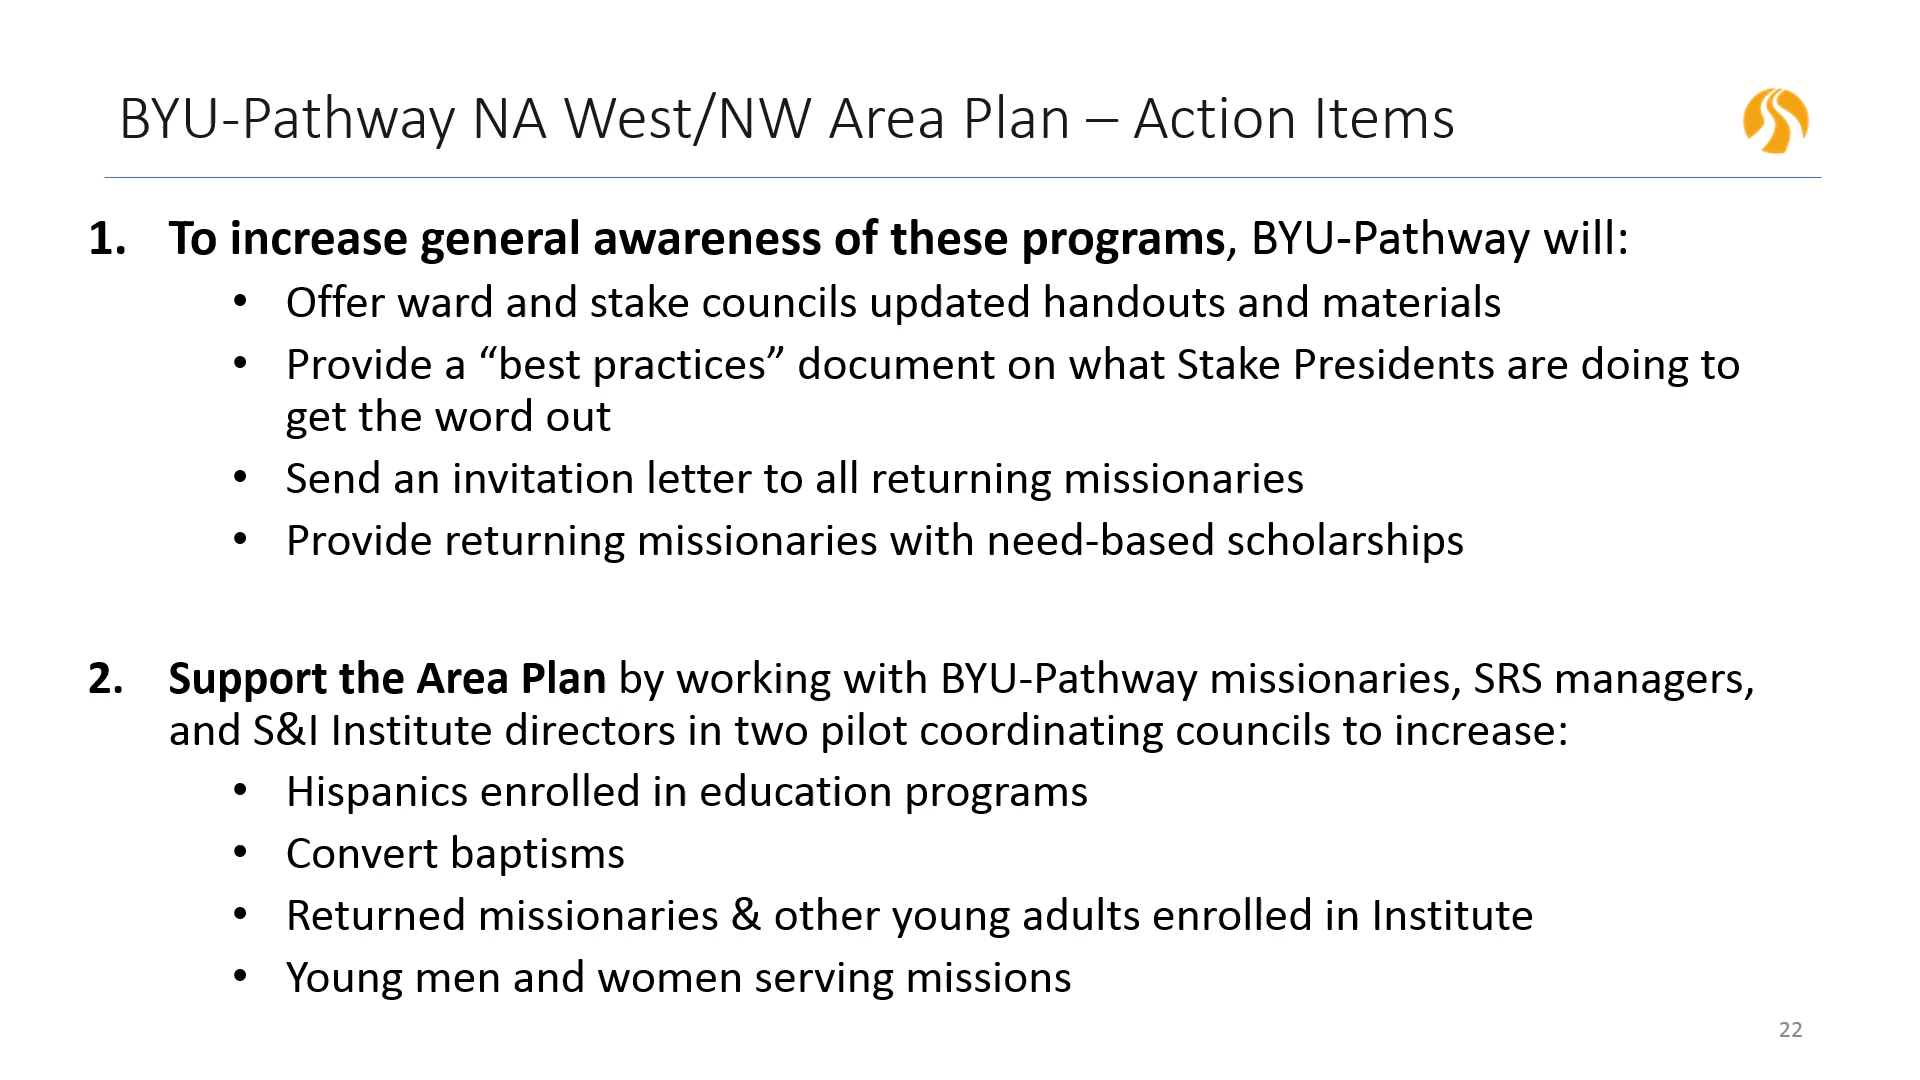 BYU-Pathway NA West/NW Area Plan – Action Items
1. To increase general awareness of these programs, BYU-Pathway will:
• Offer ward and stake councils updated handouts and materials
• Provide a “best practices” document on what Stake Presidents are doing to
get the word out
• Send an invitation letter to all returning missionaries
• Provide returning missionaries with need-based scholarships
2. Support the Area Plan by working with BYU-Pathway missionaries, SRS managers,
and S&I Institute directors in two pilot coordinating councils to increase:
• Hispanics enrolled in education programs
• Convert baptisms
• Returned missionaries & other young adults enrolled in Institute
• Young men and women serving missions
22